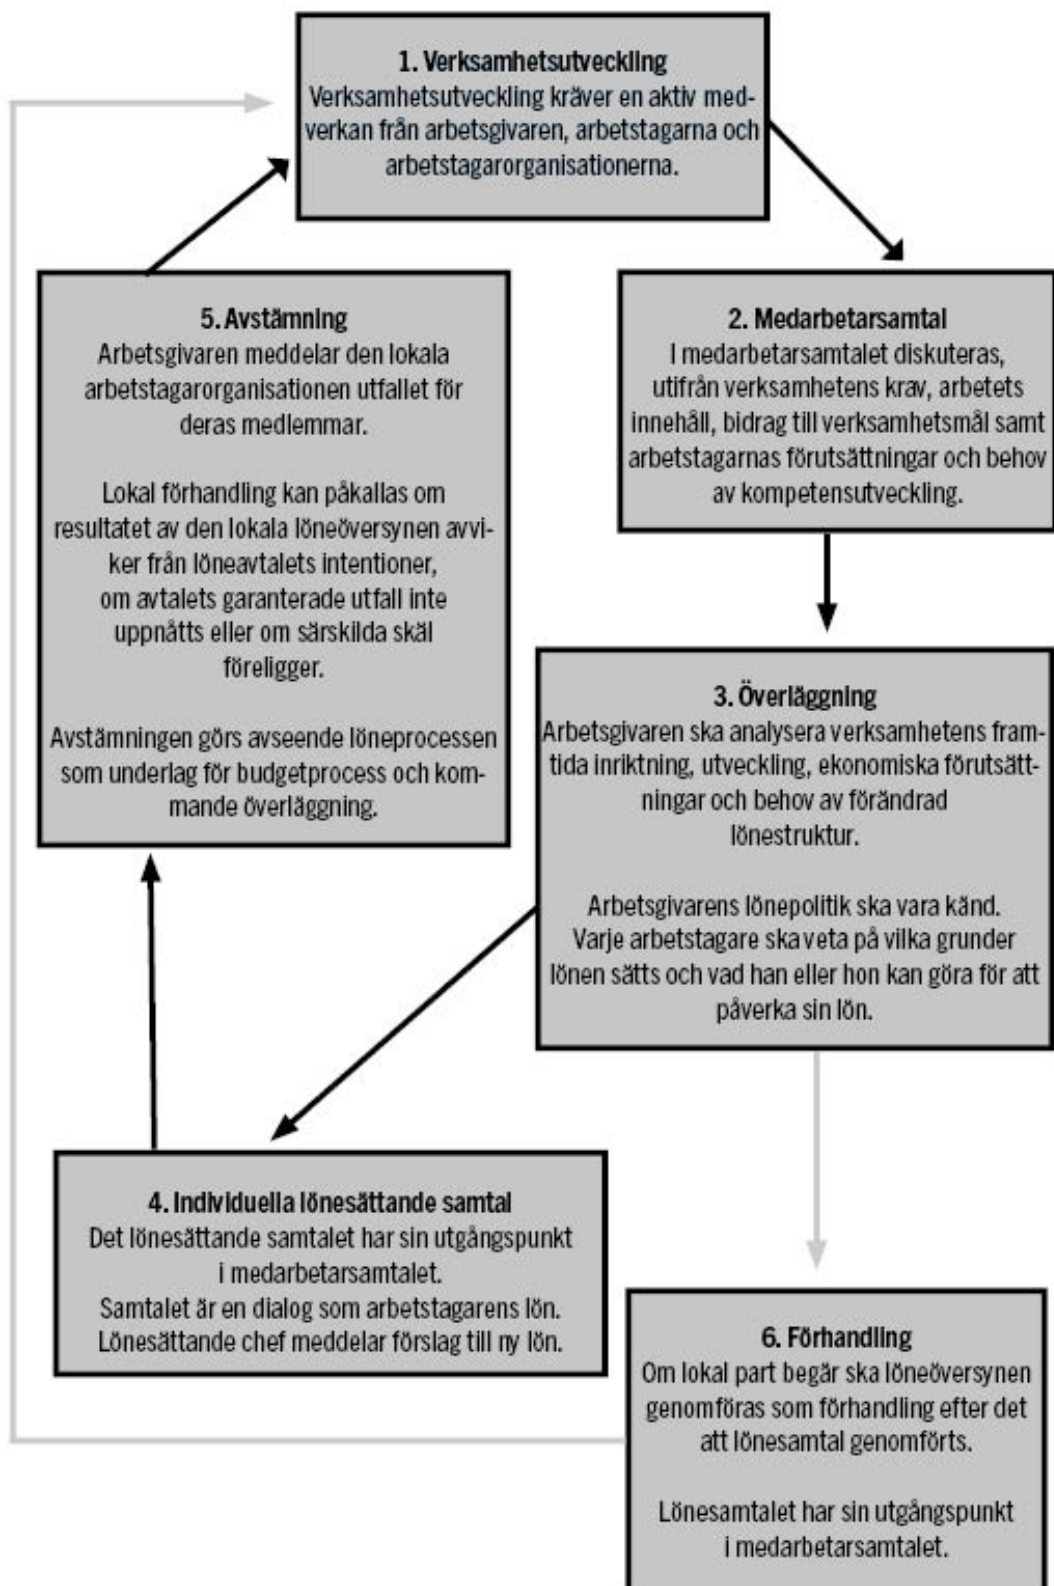 1. Verksamhetsutveckling
Verksamhetsutveckling kräver en aktiv med-
verkan från arbetsgivaren, arbetstagarna och
arbetstagarorganisationerna.
2. Medarbetarsamtal
I medarbetarsamtalet diskuteras,
utifrån verksamhetens krav, arbetets
innehåll, bidrag till verksamhetsmål samt
arbetstagarnas förutsättningar och behov
av kompetensutveckling.
3. Överläggning
Arbetsgivaren ska analysera verksamhetens fram-
tida inriktning, utveckling, ekonomiska förutsätt-
ningar och behov av förändrad
lönestruktur.
Arbetsgivarens lönepolitik ska vara känd.
Varje arbetstagare ska veta på vilka grunder
lönen sätts och vad han eller hon kan göra för att
påverka sin lön.
4. Individuella lönesättande samtal
Det lönesättande samtalet har sin utgångspunkt
i medarbetarsamtalet.
Samtalet är en dialog som arbetstagarens lön.
Lönesättande chef meddelar förslag till ny lön.
5. Avstämning
Arbetsgivaren meddelar den lokala
arbetstagarorganisationen utfallet för
deras medlemmar.
Lokal förhandling kan påkallas om
resultatet av den lokala löneöversynen avvi-
ker från löneavtalets intentioner,
om avtalets garanterade utfall inte
uppnåtts eller om särskilda skäl
föreligger.
Avstämningen görs avseende löneprocessen
som underlag för budgetprocess och kom-
mande överläggning.
6. Förhandling
Om lokal part begär ska löneöversynen
genomföras som förhandling efter det
att lönesamtal genomförts.
Lönesamtalet har sin utgångspunkt
i medarbetarsamtalet.